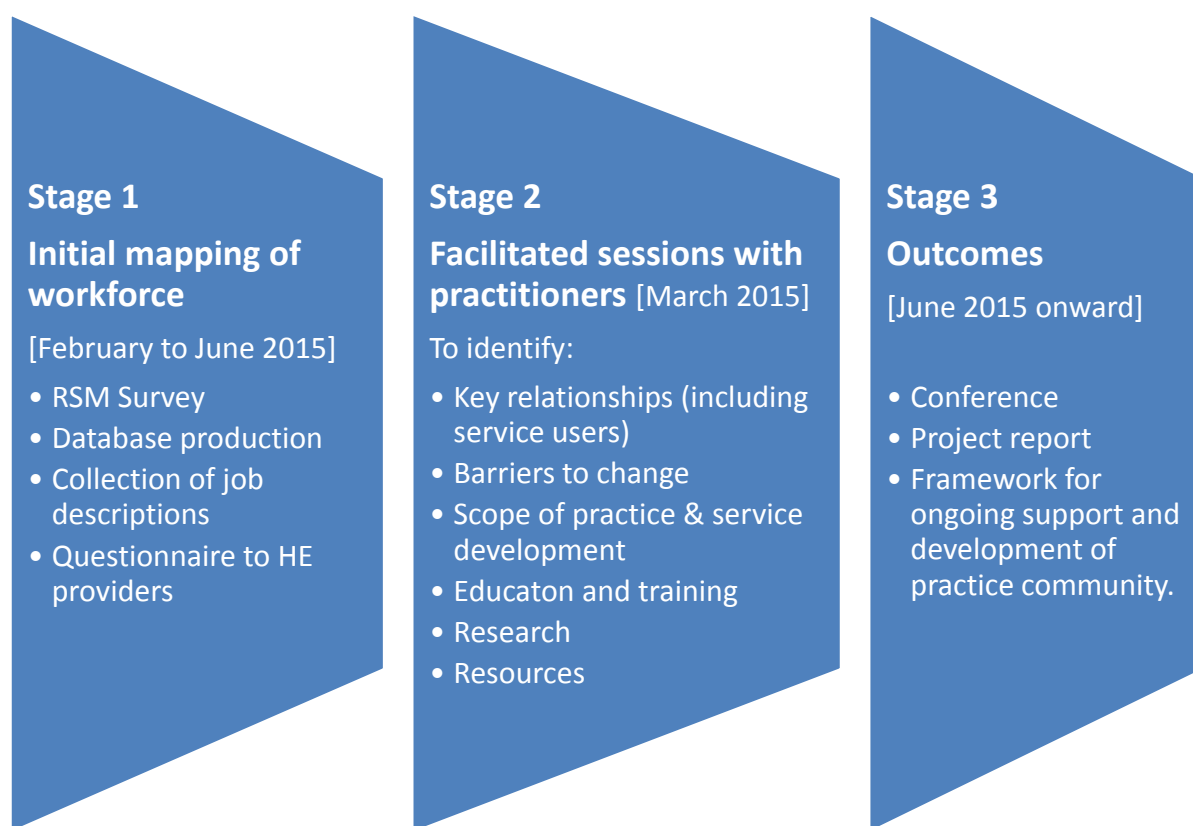 Stage 1
Initial mapping of
workforce
[February to June 2015]
• RSM Survey
• Database production
• Collection of job
descriptions
• Questionnaire to HE
providers
Stage 2
Facilitated sessions with
practitioners [March 2015]
To identify:
• Key relationships (including
service users)
• Barriers to change
• Scope of practice & service
development
• Educaton and training
• Research
• Resources
Stage 3
Outcomes
[June 2015 onward]
• Conference
• Project report
• Framework for
ongoing support and
development of
practice community.